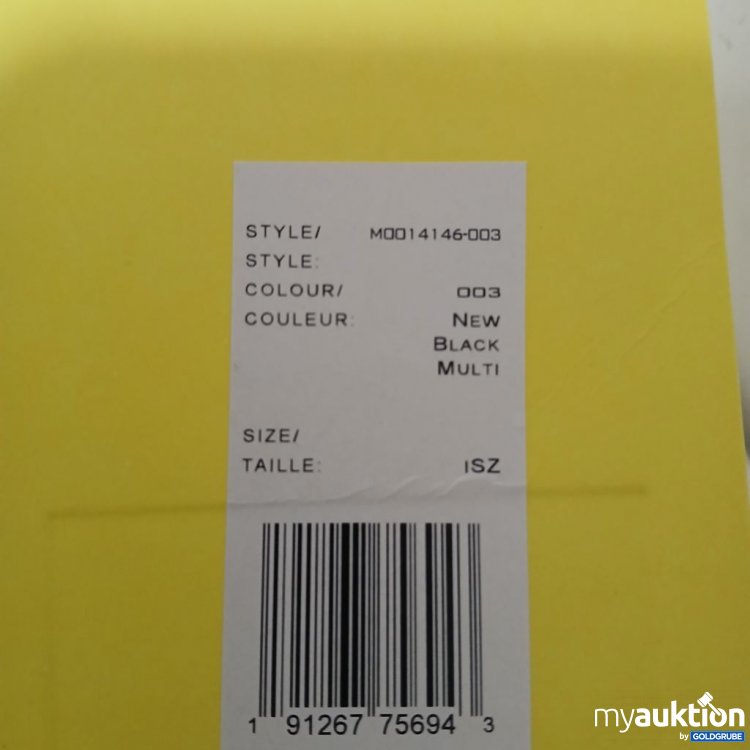 STYLE/ M0014146-003
STYLE:
COLOUR/ 003
COULEUR: NEW
BLACK
MULTI
SIZE/
TAILLE: 1SZ
1 91267 75694 3
myauktion
by GOLDGRUBE